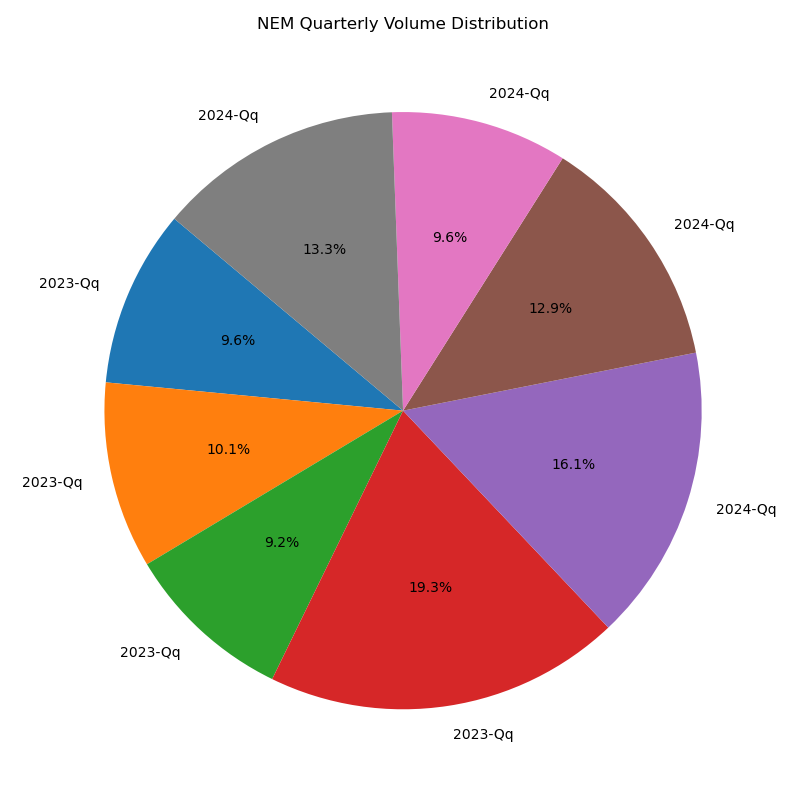 NEM Quarterly Volume Distribution
2024-Qq
2024-Qq
2024-Qq
9.6%
13.3%
2023-Qq
12.9%
9.6%
10.1%
16.1%
2023-Qq
2024-Qq
9.2%
19.3%
2023-Qq
2023-Qq